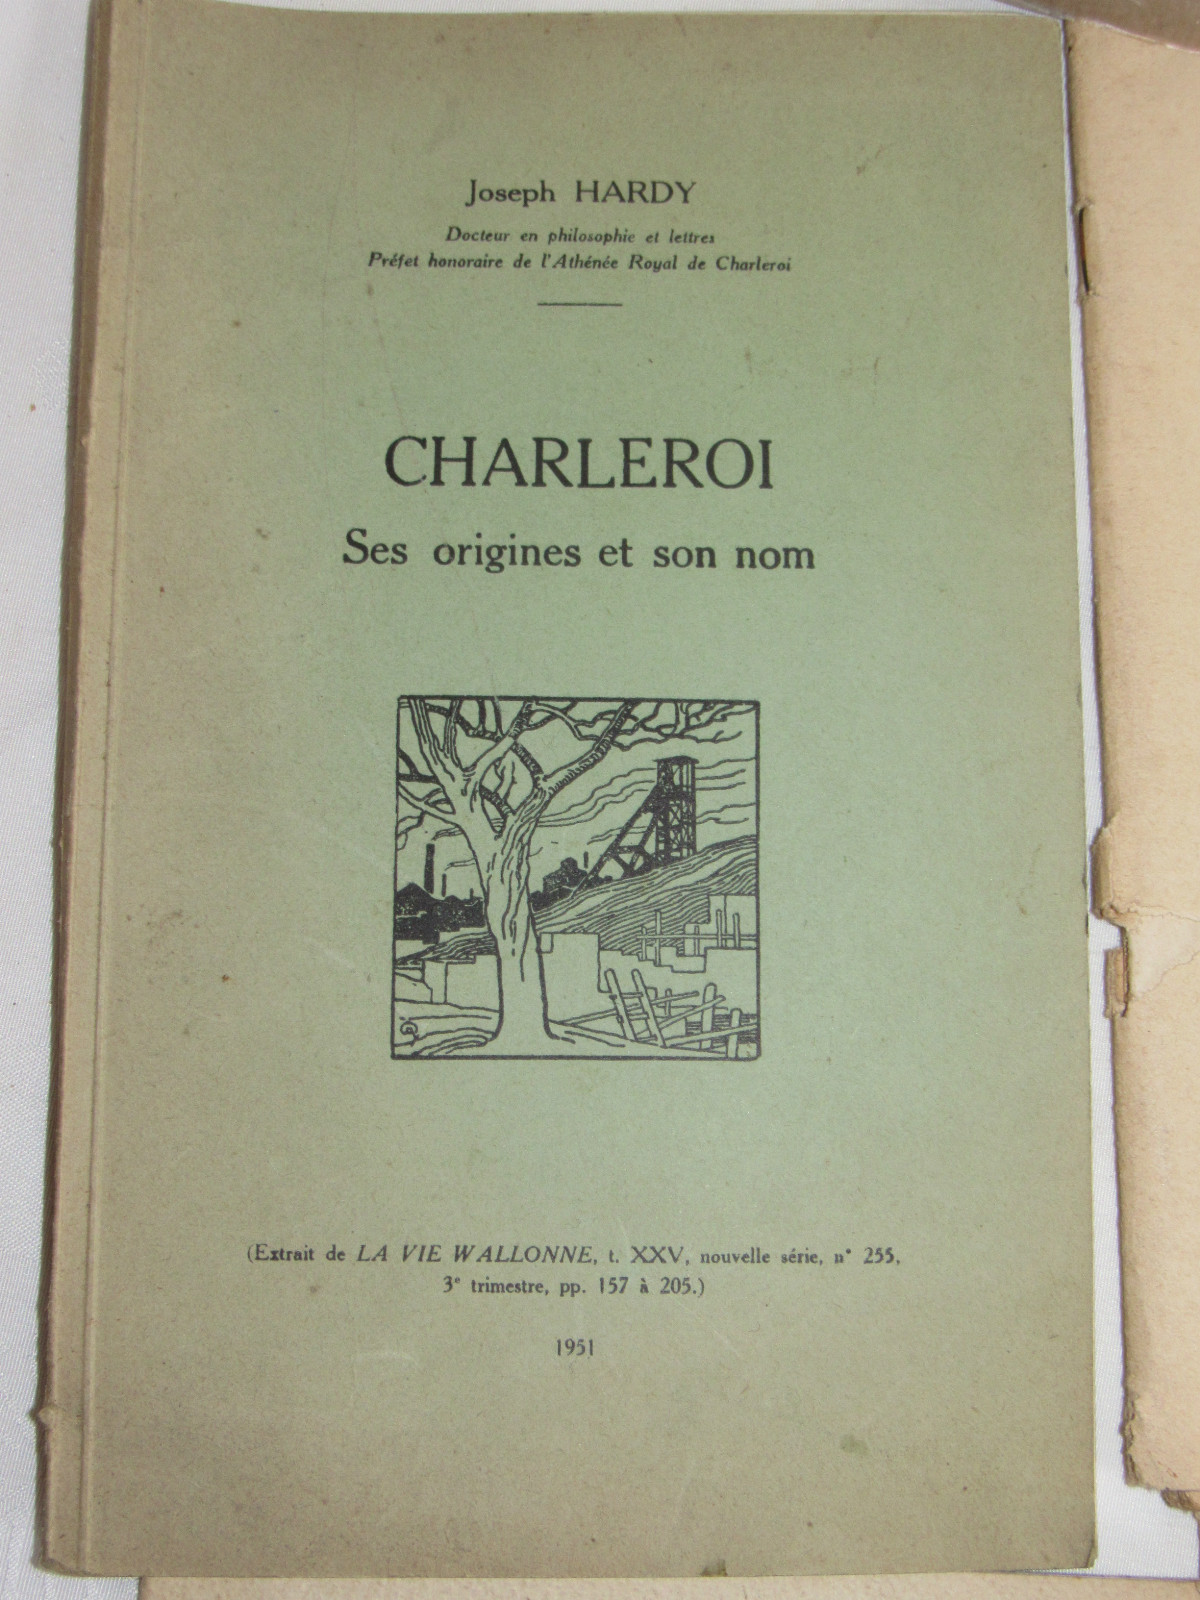 Joseph HARDY
Docteur en philosophie et lettres
Préfet honoraire de l'Athénée Royal de Charleroi
CHARLEROI
Ses origines et son nom
(Extrait de LA VIE WALLONNE, t. XXV, nouvelle série, n° 255,
3e trimestre, pp. 157 à 205.)
1951